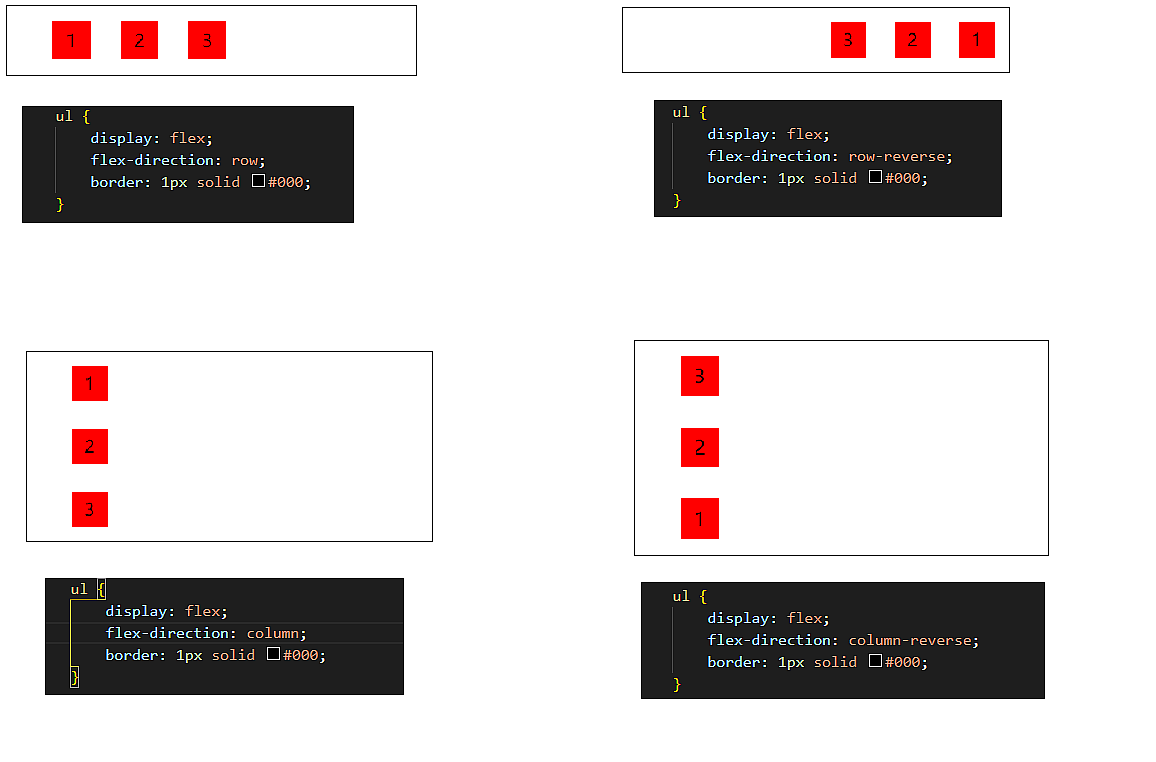 1 2 3
ul {
display: flex;
flex-direction: row;
border: 1px solid #000;
}
3 2 1
ul {
display: flex;
flex-direction: row-reverse;
border: 1px solid #000;
}
1
2
3
ul {
display: flex;
flex-direction: column;
border: 1px solid #000;
}
3
2
1
ul {
display: flex;
flex-direction: column-reverse;
border: 1px solid #000;
}